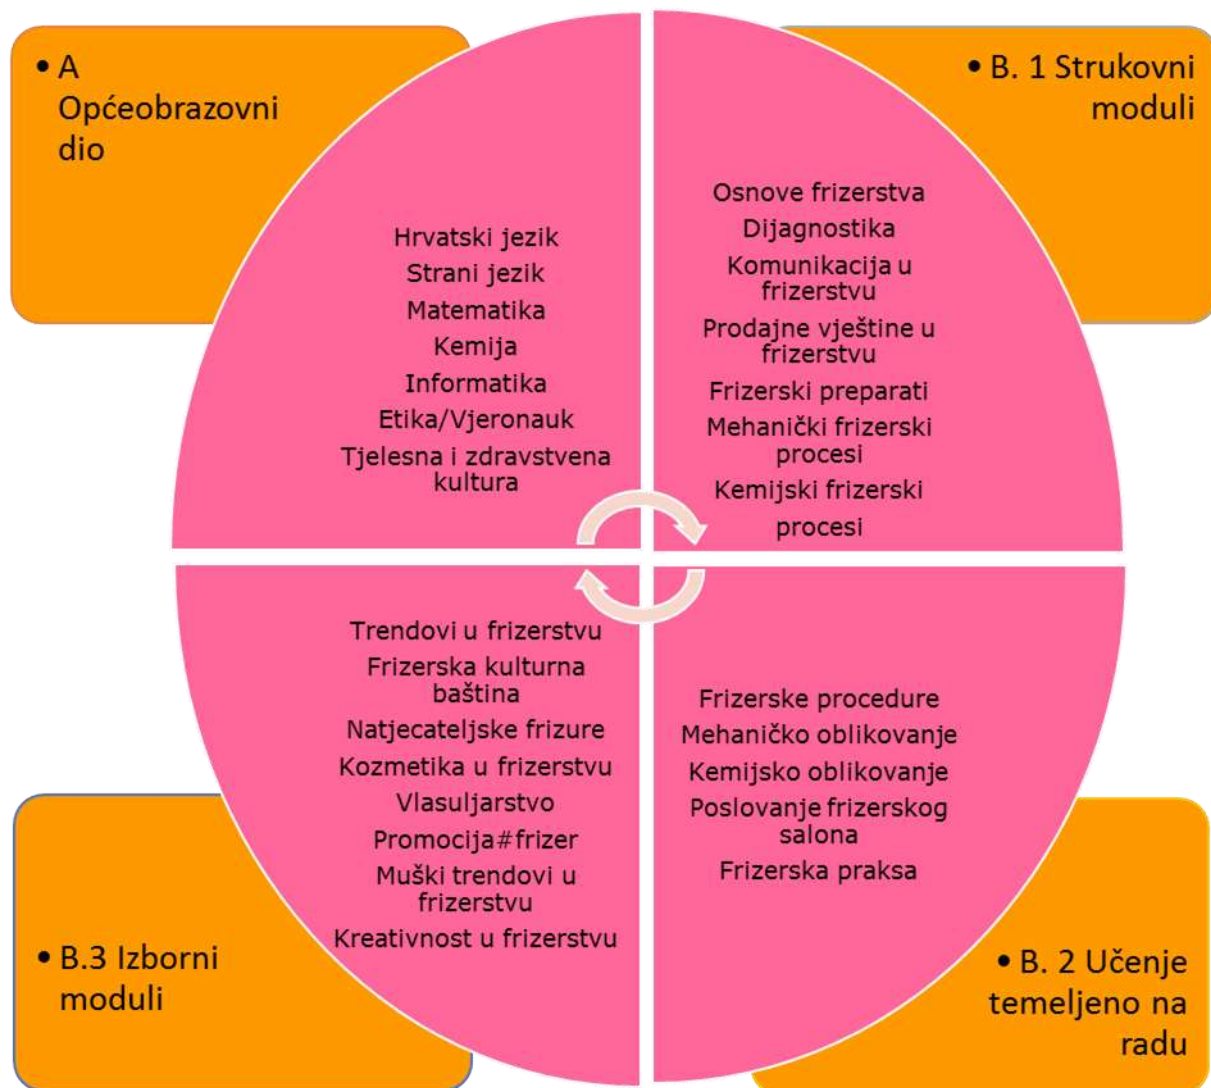 • A
Općeobrazovni
dio
Hrvatski jezik
Strani jezik
Matematika
Kemija
Informatika
Etika/Vjeronauk
Tjelesna i zdravstvena
kultura
• B. 1 Strukovni
moduli
Osnove frizerstva
Dijagnostika
Komunikacija u
frizerstvu
Prodajne vještine u
frizerstvu
Frizerski preparati
Mehanički frizerski
procesi
Kemijski frizerski
procesi
Trendovi u frizerstvu
Frizerska kulturna
baština
Natjecateljske frizure
Kozmetika u frizerstvu
Vlasuljarstvo
Promocija#frizer
Muški trendovi u
frizerstvu
Kreativnost u frizerstvu
• B.3 Izborni
moduli
Frizerske procedure
Mehaničko oblikovanje
Kemijsko oblikovanje
Poslovanje frizerskog
salona
Frizerska praksa
• B. 2 Učenje
temeljeno na
radu